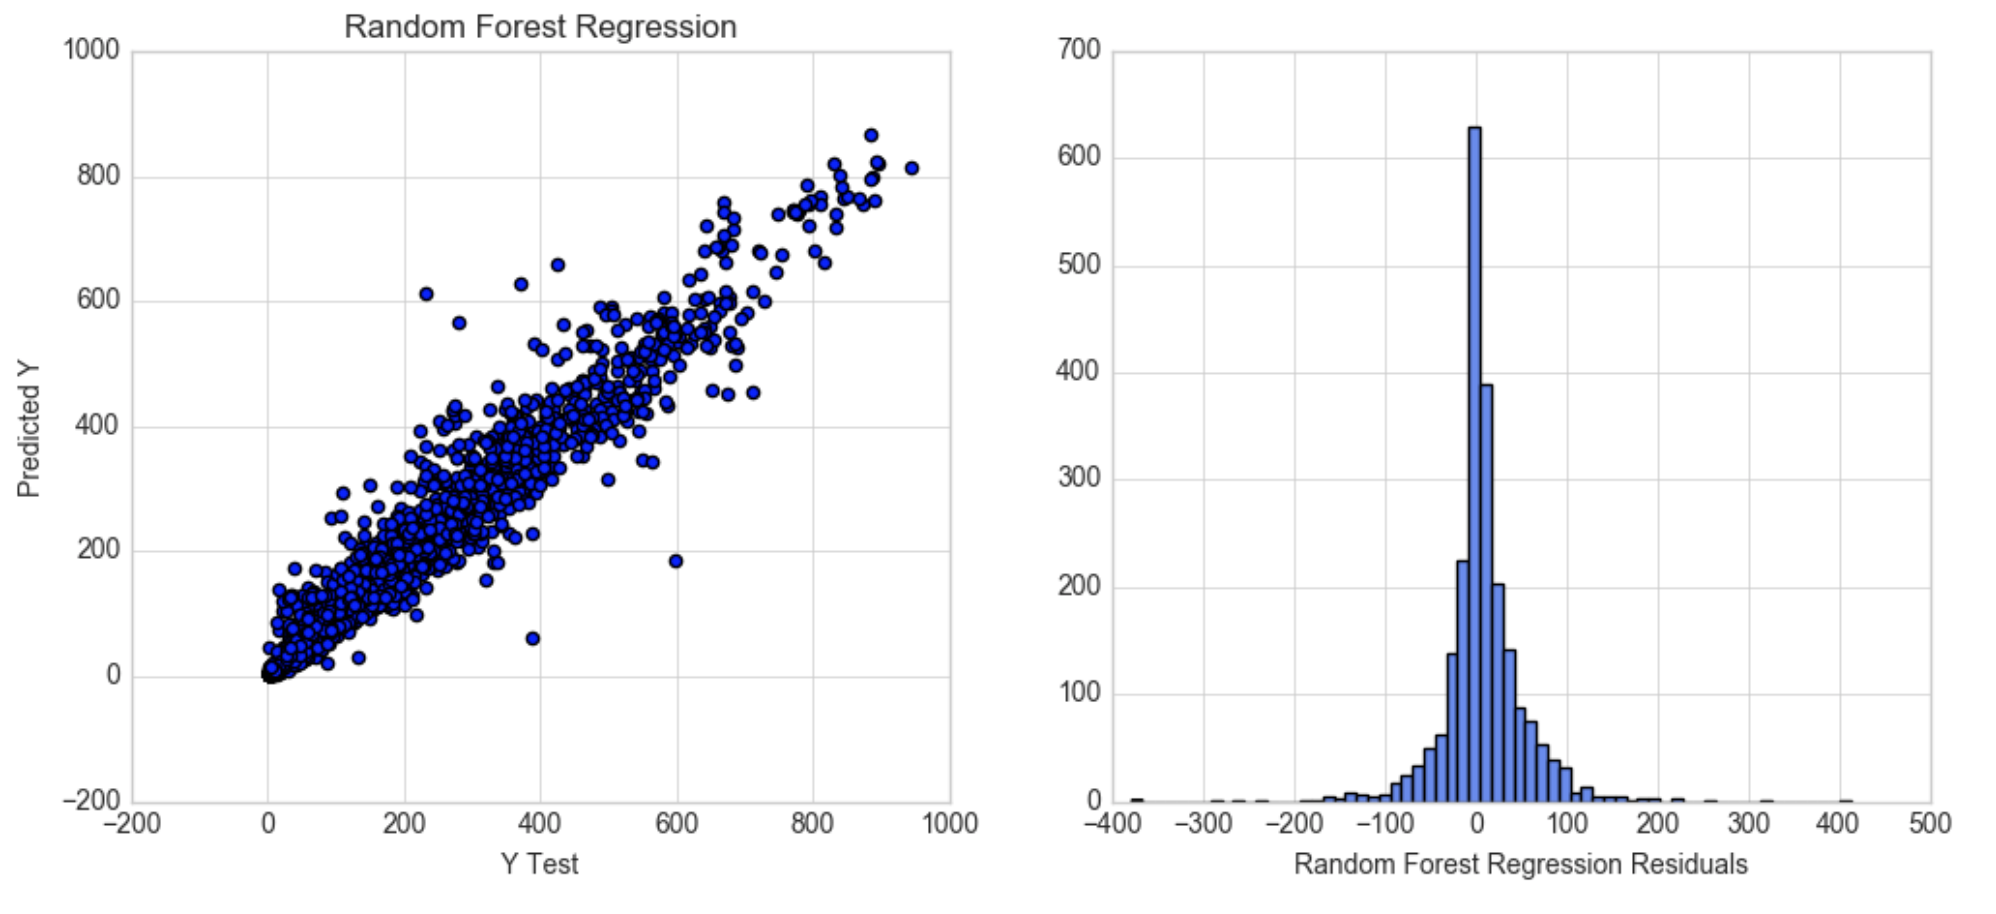 Random Forest Regression
1000
800
600
400
200
0
−200
−200 0 200 400 600 800 1000
Predicted Y
Y Test
700
600
500
400
300
200
100
0
−400 −300 −200 −100 0 100 200 300 400 500
Random Forest Regression Residuals